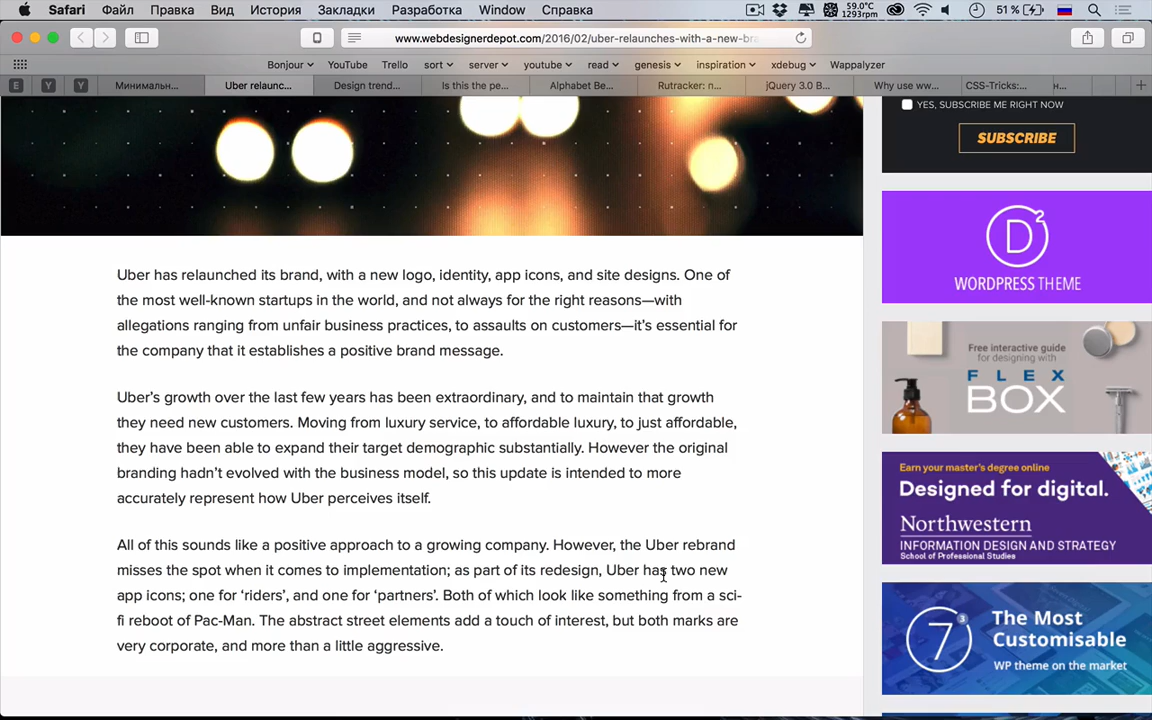 Safari Файл Правка Вид История Закладки Разработка Window Справка
59.0°C
1293rpm
51 %
www.webdesignerdepot.com/2016/02/uber-relaunches-with-a-new-bra
Bonjour YouTube Trello sort server youtube read genesis inspiration xdebug Wappalyzer
E Y Y Минималь... Uber relaunc... Design trend... Is this the pe... Alphabet Be... Rutracker: n... jQuery 3.0 B... Why use ww... CSS-Tricks:...
YES, SUBSCRIBE ME RIGHT NOW
SUBSCRIBE
Uber has relaunched its brand, with a new logo, identity, app icons, and site designs. One of
the most well-known startups in the world, and not always for the right reasons—with
allegations ranging from unfair business practices, to assaults on customers—it’s essential for
the company that it establishes a positive brand message.
Uber’s growth over the last few years has been extraordinary, and to maintain that growth
they need new customers. Moving from luxury service, to affordable luxury, to just affordable,
they have been able to expand their target demographic substantially. However the original
branding hadn’t evolved with the business model, so this update is intended to more
accurately represent how Uber perceives itself.
All of this sounds like a positive approach to a growing company. However, the Uber rebrand
misses the spot when it comes to implementation; as part of its redesign, Uber has two new
app icons; one for ‘riders’, and one for ‘partners’. Both of which look like something from a sci-
fi reboot of Pac-Man. The abstract street elements add a touch of interest, but both marks are
very corporate, and more than a little aggressive.
D2
WORDPRESS THEME
Free interactive guide
for designing with
FLEX
BOX
Earn your master’s degree online
Designed for digital.
Northwestern
INFORMATION DESIGN AND STRATEGY
School of Professional Studies
7
The Most
Customisable
WP theme on the market